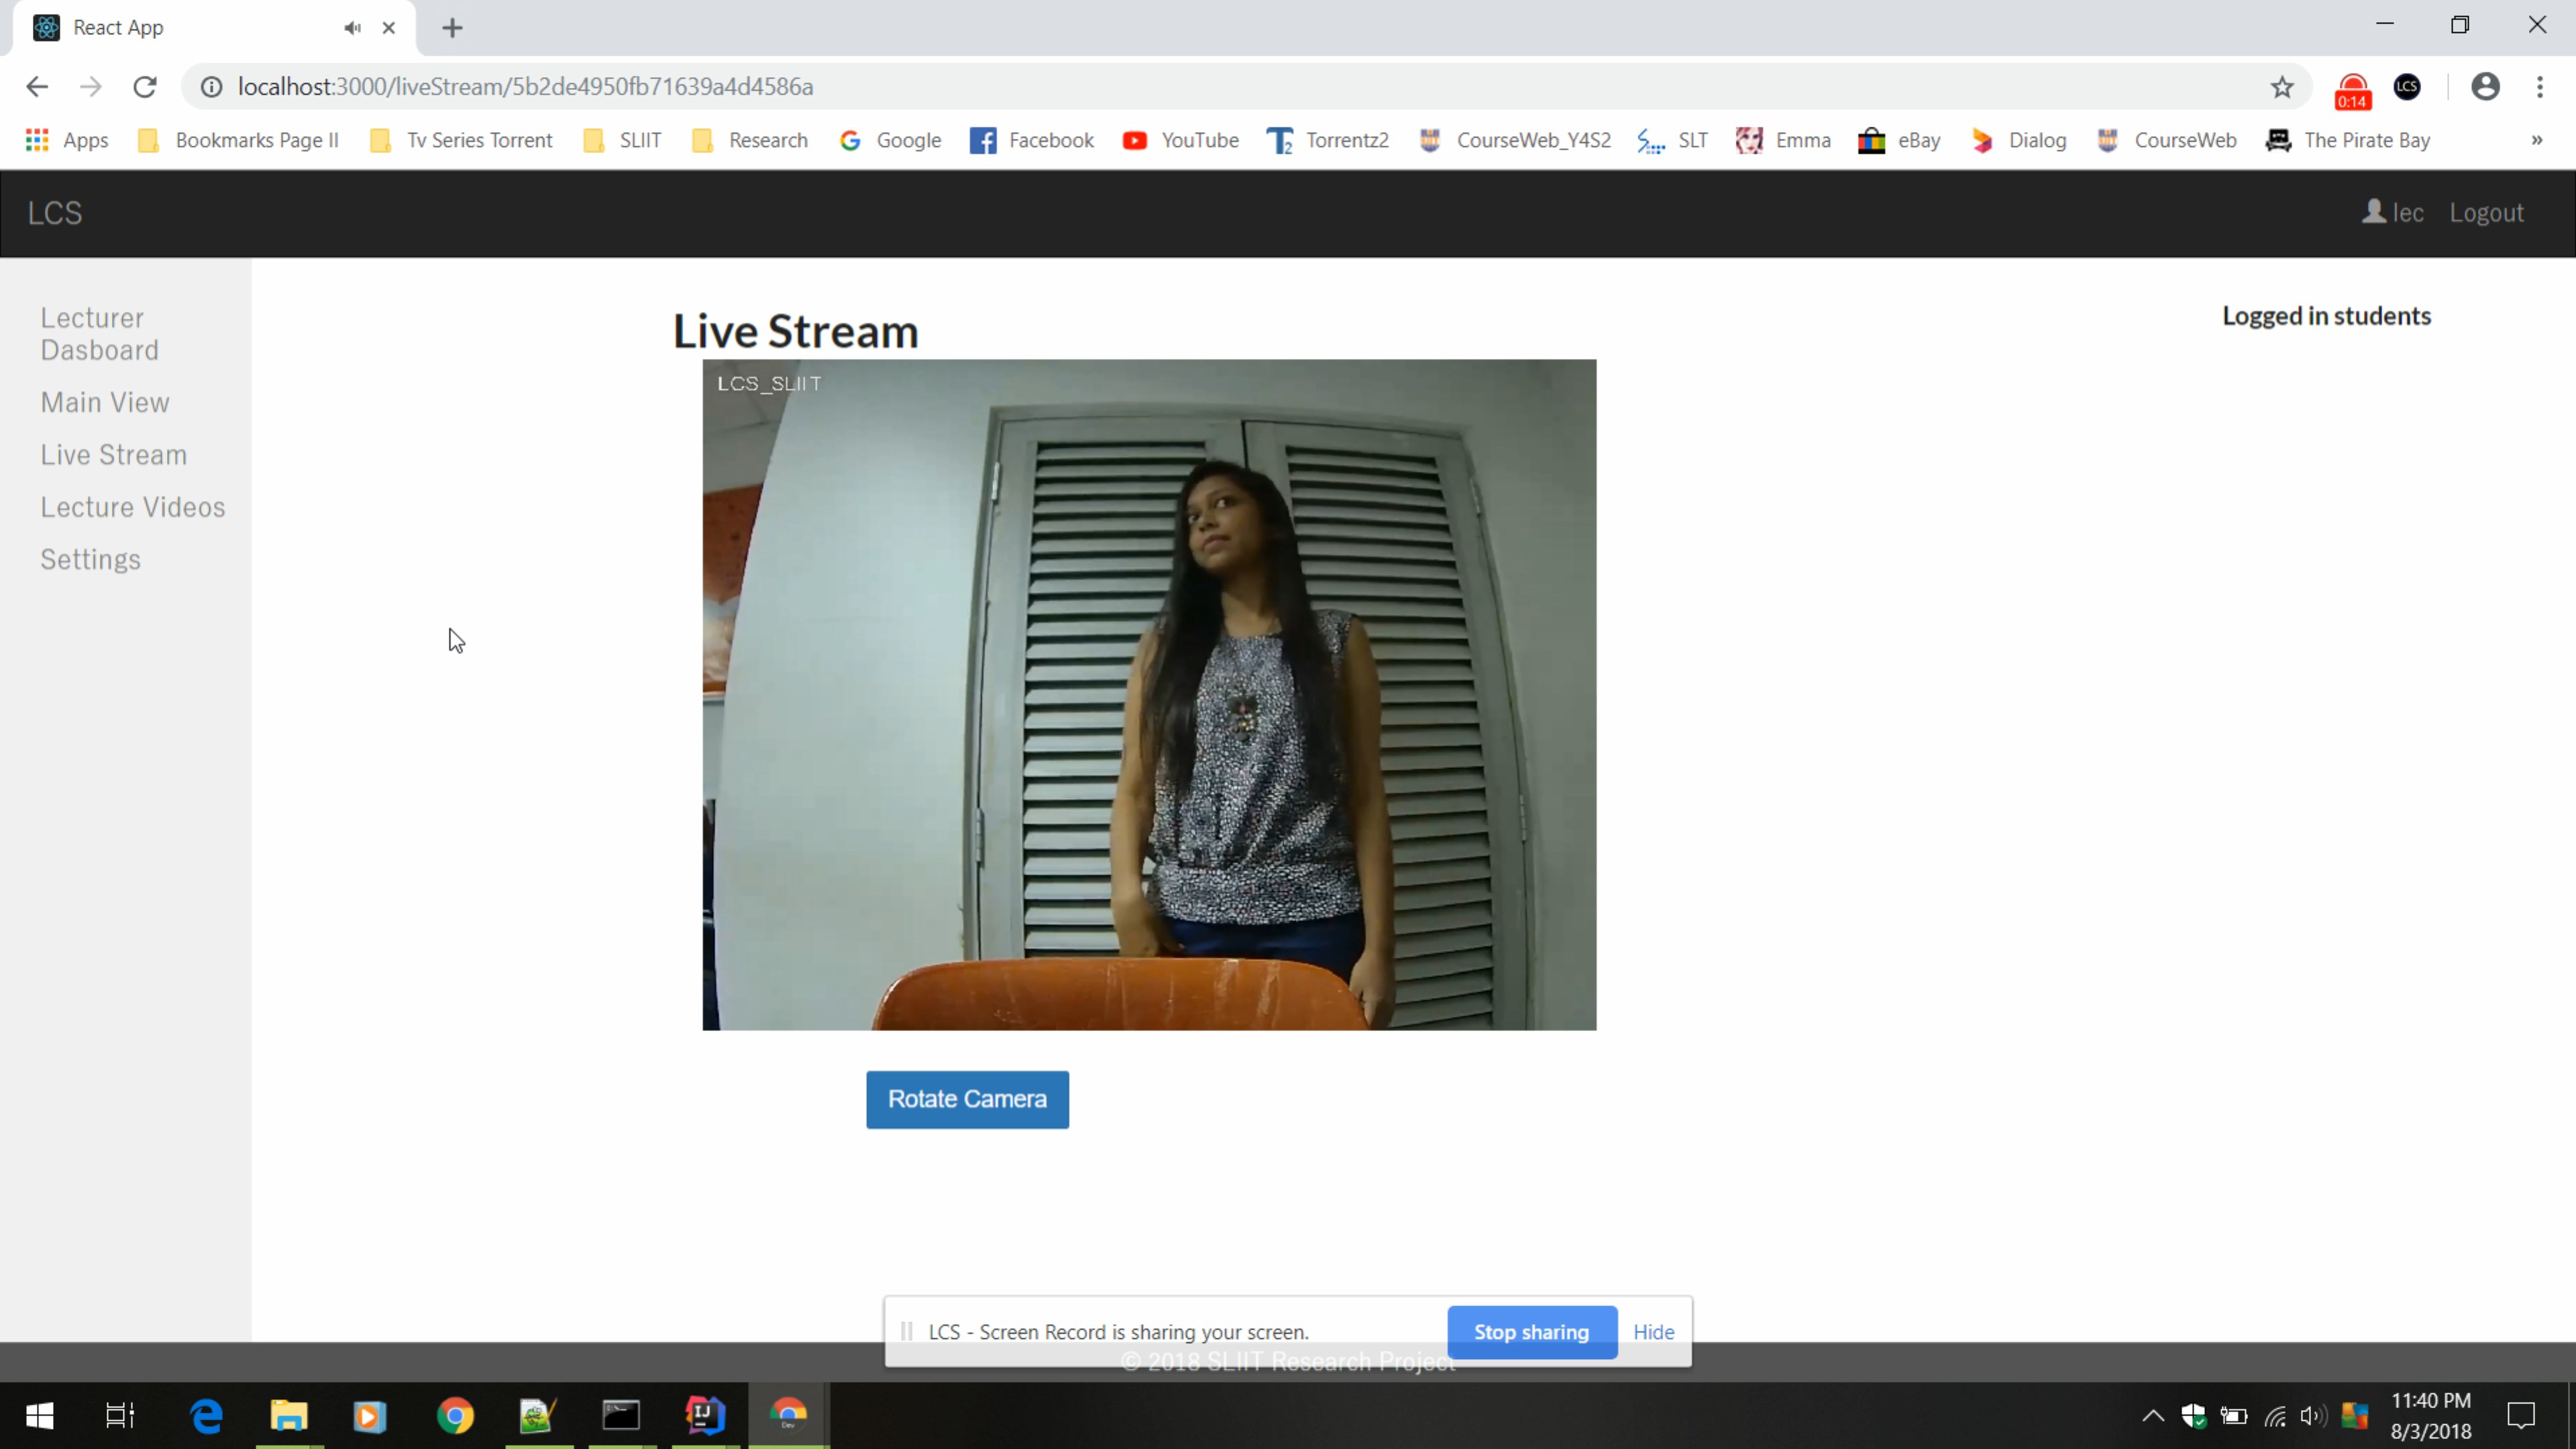 React App
localhost:3000/liveStream/5b2de4950fb71639a4d4586a
0:14
LCS
Apps Bookmarks Page II Tv Series Torrent SLIIT Research Google Facebook YouTube Torrentz2 CourseWeb_Y4S2 SLT Emma eBay Dialog CourseWeb The Pirate Bay »
LCS lec Logout
Lecturer
Dasboard
Main View
Live Stream
Lecture Videos
Settings
Live Stream
Logged in students
LCS_SLIIT
Rotate Camera
LCS - Screen Record is sharing your screen. Stop sharing Hide
© 2018 SLIIT Research Project
IJ
Dev
11:40 PM
8/3/2018